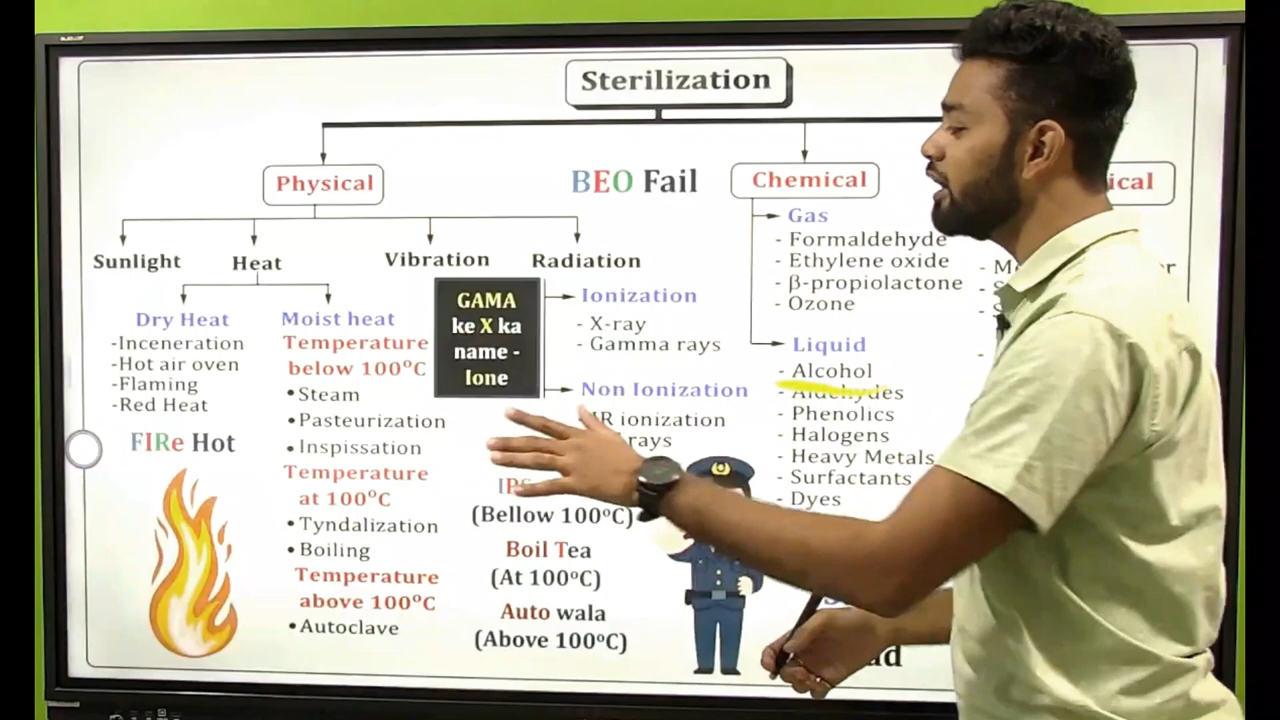 Sterilization
Physical
BEO Fail
Chemical
ical
Sunlight
Heat
Vibration
Radiation
Dry Heat
-Inceneration
-Hot air oven
-Flaming
-Red Heat
FIRe Hot
Moist heat
Temperature
below 100°C
•Steam
•Pasteurization
•Inspissation
Temperature
at 100°C
•Tyndalization
•Boiling
Temperature
above 100°C
•Autoclave
GAMA
ke X ka
name -
Ione
Ionization
- X-ray
- Gamma rays
Non Ionization
IR ionization
rays
(Bellow 100°C)
Boil Tea
(At 100°C)
Auto wala
(Above 100°C)
Gas
- Formaldehyde
- Ethylene oxide
- β-propiolactone
- Ozone
Liquid
- Alcohol
- Aldehydes
- Phenolics
- Halogens
- Heavy Metals
- Surfactants
- Dyes